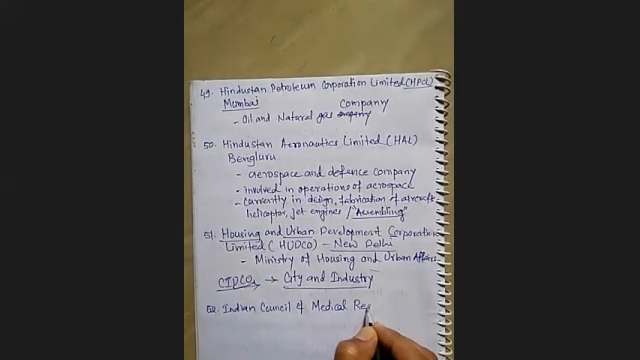 49. Hindustan Petroleum Corporation Limited (HPCL)
Mumbai
Company
- Oil and Natural gas
50. Hindustan Aeronautics Limited (HAL)
Bengluru
- aerospace and defence company
- involved in operations of aerospace
- currently in design, fabrication of aircraft
helicoptor, jet engines / "Assembling"
51. Housing and Urban Development Corporation
Limited (HUDCO) - New Delhi
- Ministry of Housing and Urban Affairs
→ City and Industry
52. Indian Council of Medical Res